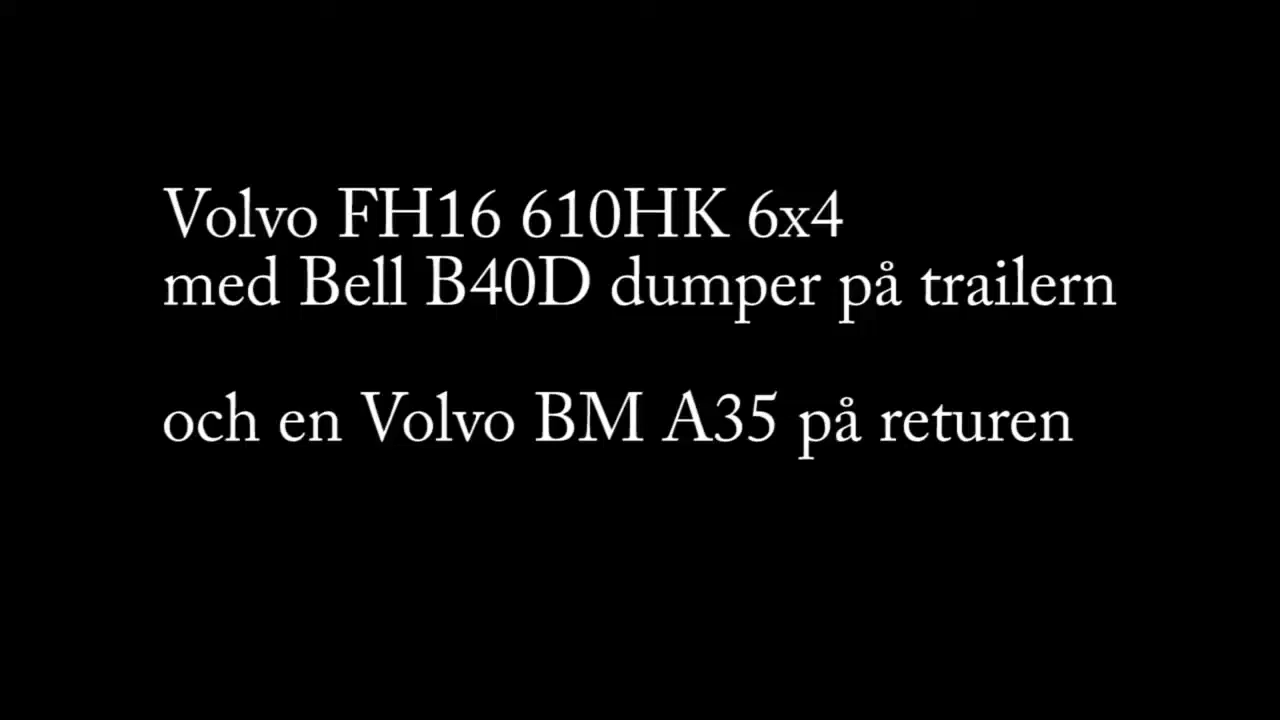 Volvo FH16 610HK 6x4
med Bell B40D dumper på trailern
och en Volvo BM A35 på returen